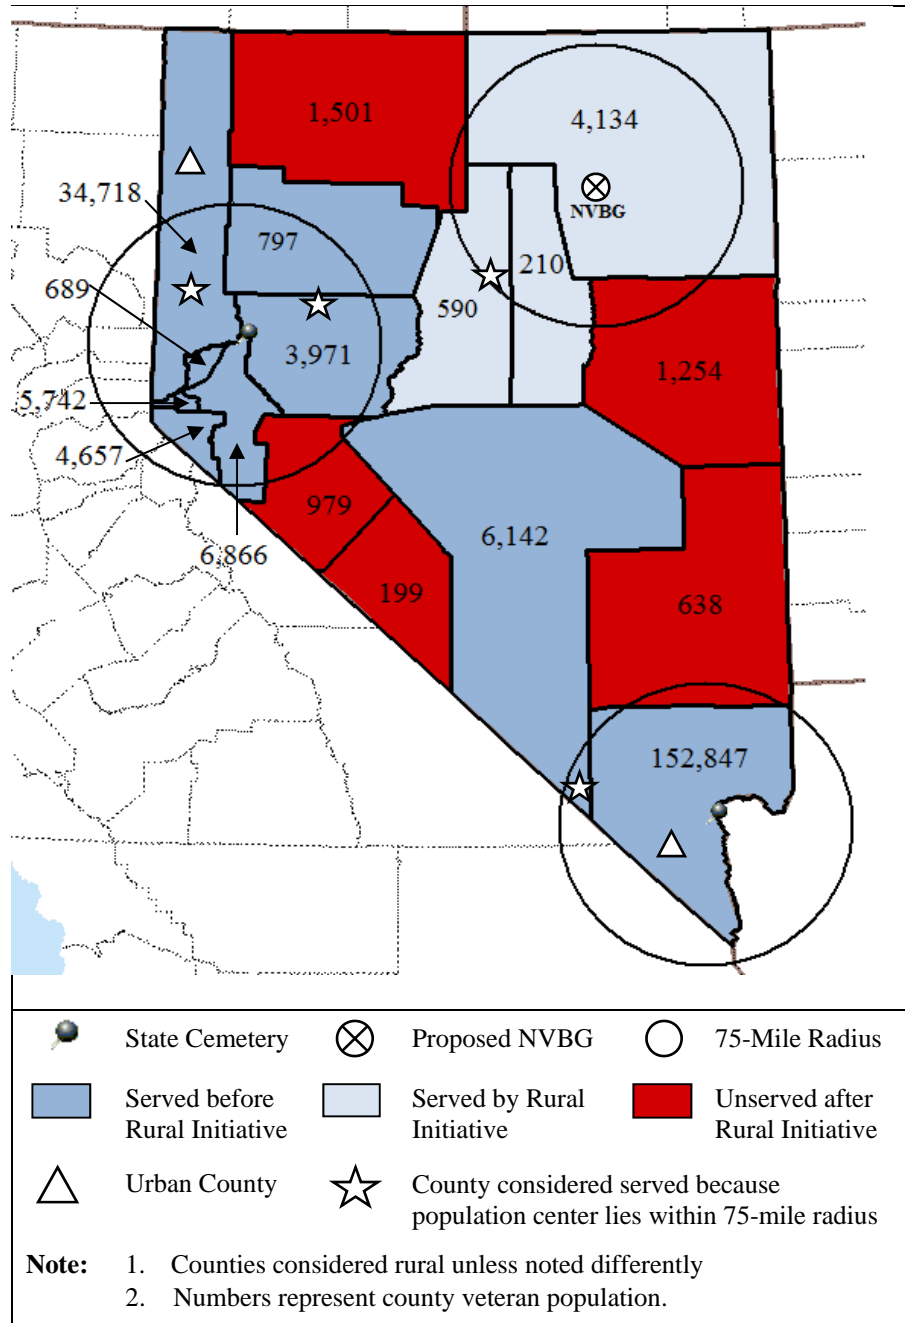 1,501
4,134
NVBG
34,718
797
210
689
590
3,971
1,254
5,742
4,657
979
6,142
6,866
199
638
152,847
State Cemetery
Proposed NVBG
75-Mile Radius
Served before
Rural Initiative
Served by Rural
Initiative
Unserved after
Rural Initiative
Urban County
County considered served because
population center lies within 75-mile radius
Note: 1. Counties considered rural unless noted differently
2. Numbers represent county veteran population.